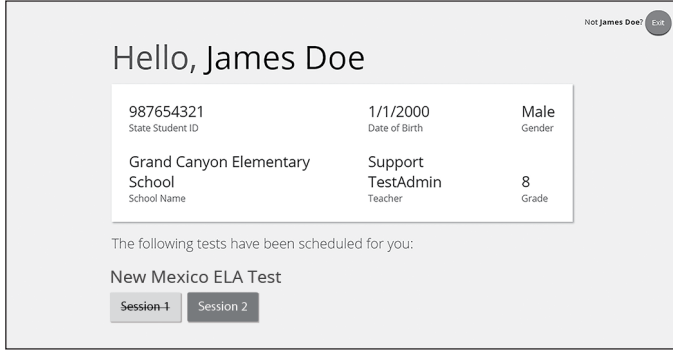 Not James Doe? Exit
Hello, James Doe
987654321 1/1/2000 Male
State Student ID Date of Birth Gender
Grand Canyon Elementary Support
School TestAdmin 8
School Name Teacher Grade
The following tests have been scheduled for you:
New Mexico ELA Test
Session 1 Session 2